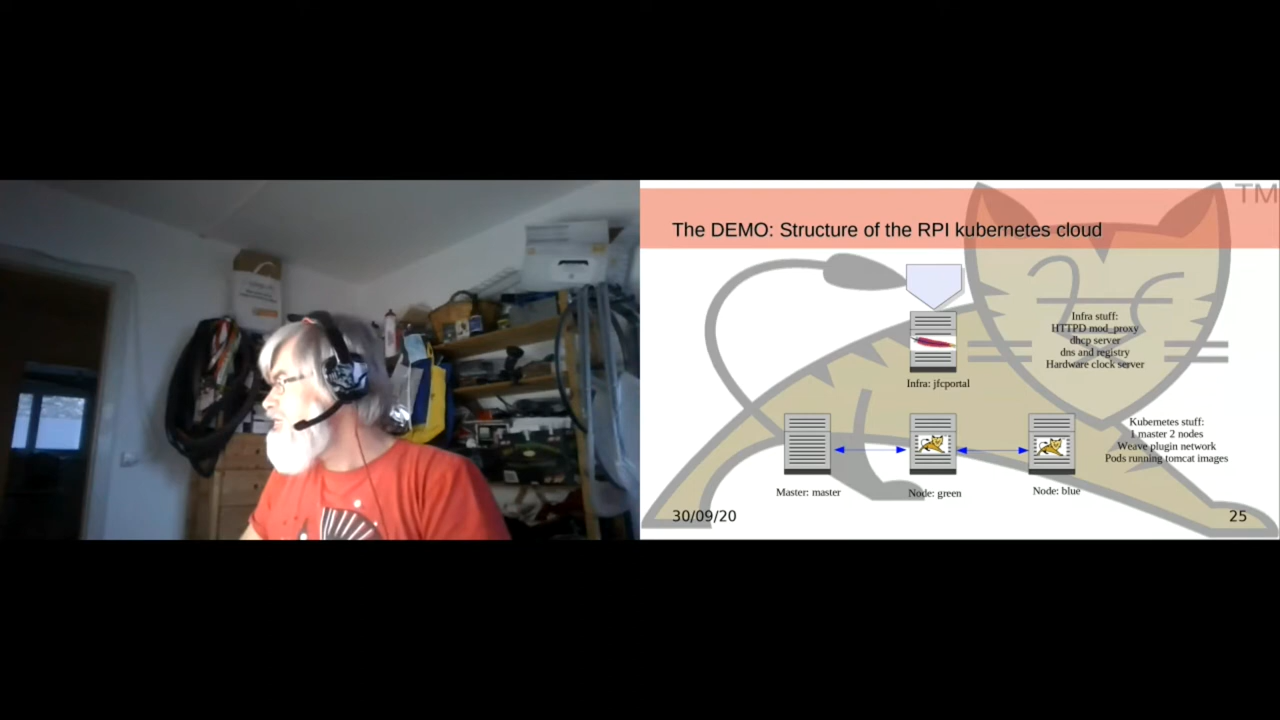 TM
The DEMO: Structure of the RPI kubernetes cloud
Infra stuff:
HTTPD mod_proxy
dhcp server
dns and registry
Hardware clock server
Infra: jfcportal
Kubernetes stuff:
1 master 2 nodes
Weave plugin network
Pods running tomcat images
Master: master
Node: green
Node: blue
30/09/20
25